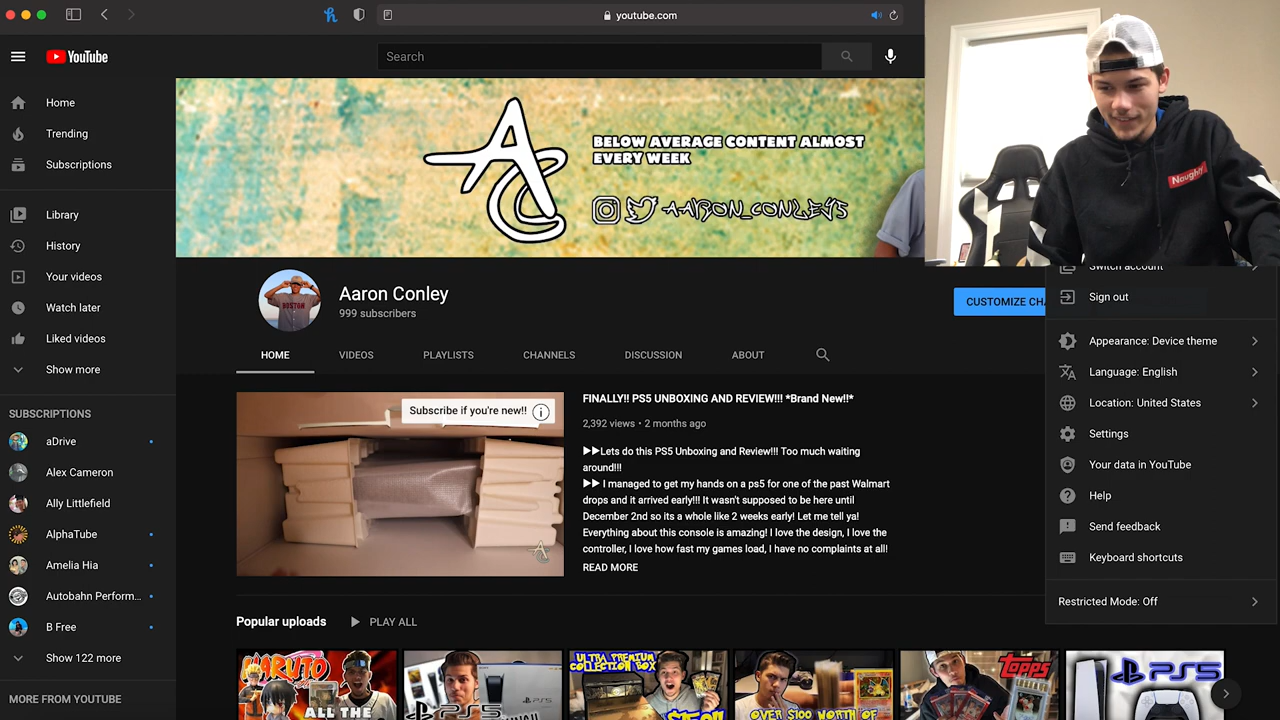 youtube.com
YouTube
Search
Home
Trending
Subscriptions
Library
History
Your videos
Watch later
Liked videos
Show more
SUBSCRIPTIONS
aDrive
Alex Cameron
Ally Littlefield
AlphaTube
Amelia Hia
Autobahn Perform...
B Free
Show 122 more
MORE FROM YOUTUBE
BELOW AVERAGE CONTENT ALMOST
EVERY WEEK
AARON_CONLEY5
Aaron Conley
999 subscribers
CUSTOMIZE CHA
HOME
VIDEOS
PLAYLISTS
CHANNELS
DISCUSSION
ABOUT
BOSTON
Subscribe if you're new!!
FINALLY!! PS5 UNBOXING AND REVIEW!!! *Brand New!!*
2,392 views • 2 months ago
▶▶Lets do this PS5 Unboxing and Review!!! Too much waiting
around!!!
▶▶ I managed to get my hands on a ps5 for one of the past Walmart
drops and it arrived early!!! It wasn't supposed to be here until
December 2nd so its a whole like 2 weeks early! Let me tell ya!
Everything about this console is amazing! I love the design, I love the
controller, I love how fast my games load, I have no complaints at all!
READ MORE
Popular uploads
PLAY ALL
NARUTO
ALL THE
ULTRA PREMIUM
COLLECTION BOX
OVER $100 WORTH OF
TOPPS
PS5
Naughty
Switch account
Sign out
Appearance: Device theme
Language: English
Location: United States
Settings
Your data in YouTube
Help
Send feedback
Keyboard shortcuts
Restricted Mode: Off